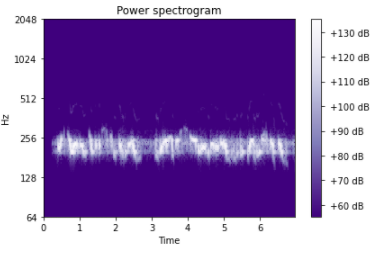 Power spectrogram
2048
1024
512
256
128
64
Hz
0 1 2 3 4 5 6
Time
+130 dB
+120 dB
+110 dB
+100 dB
+90 dB
+80 dB
+70 dB
+60 dB